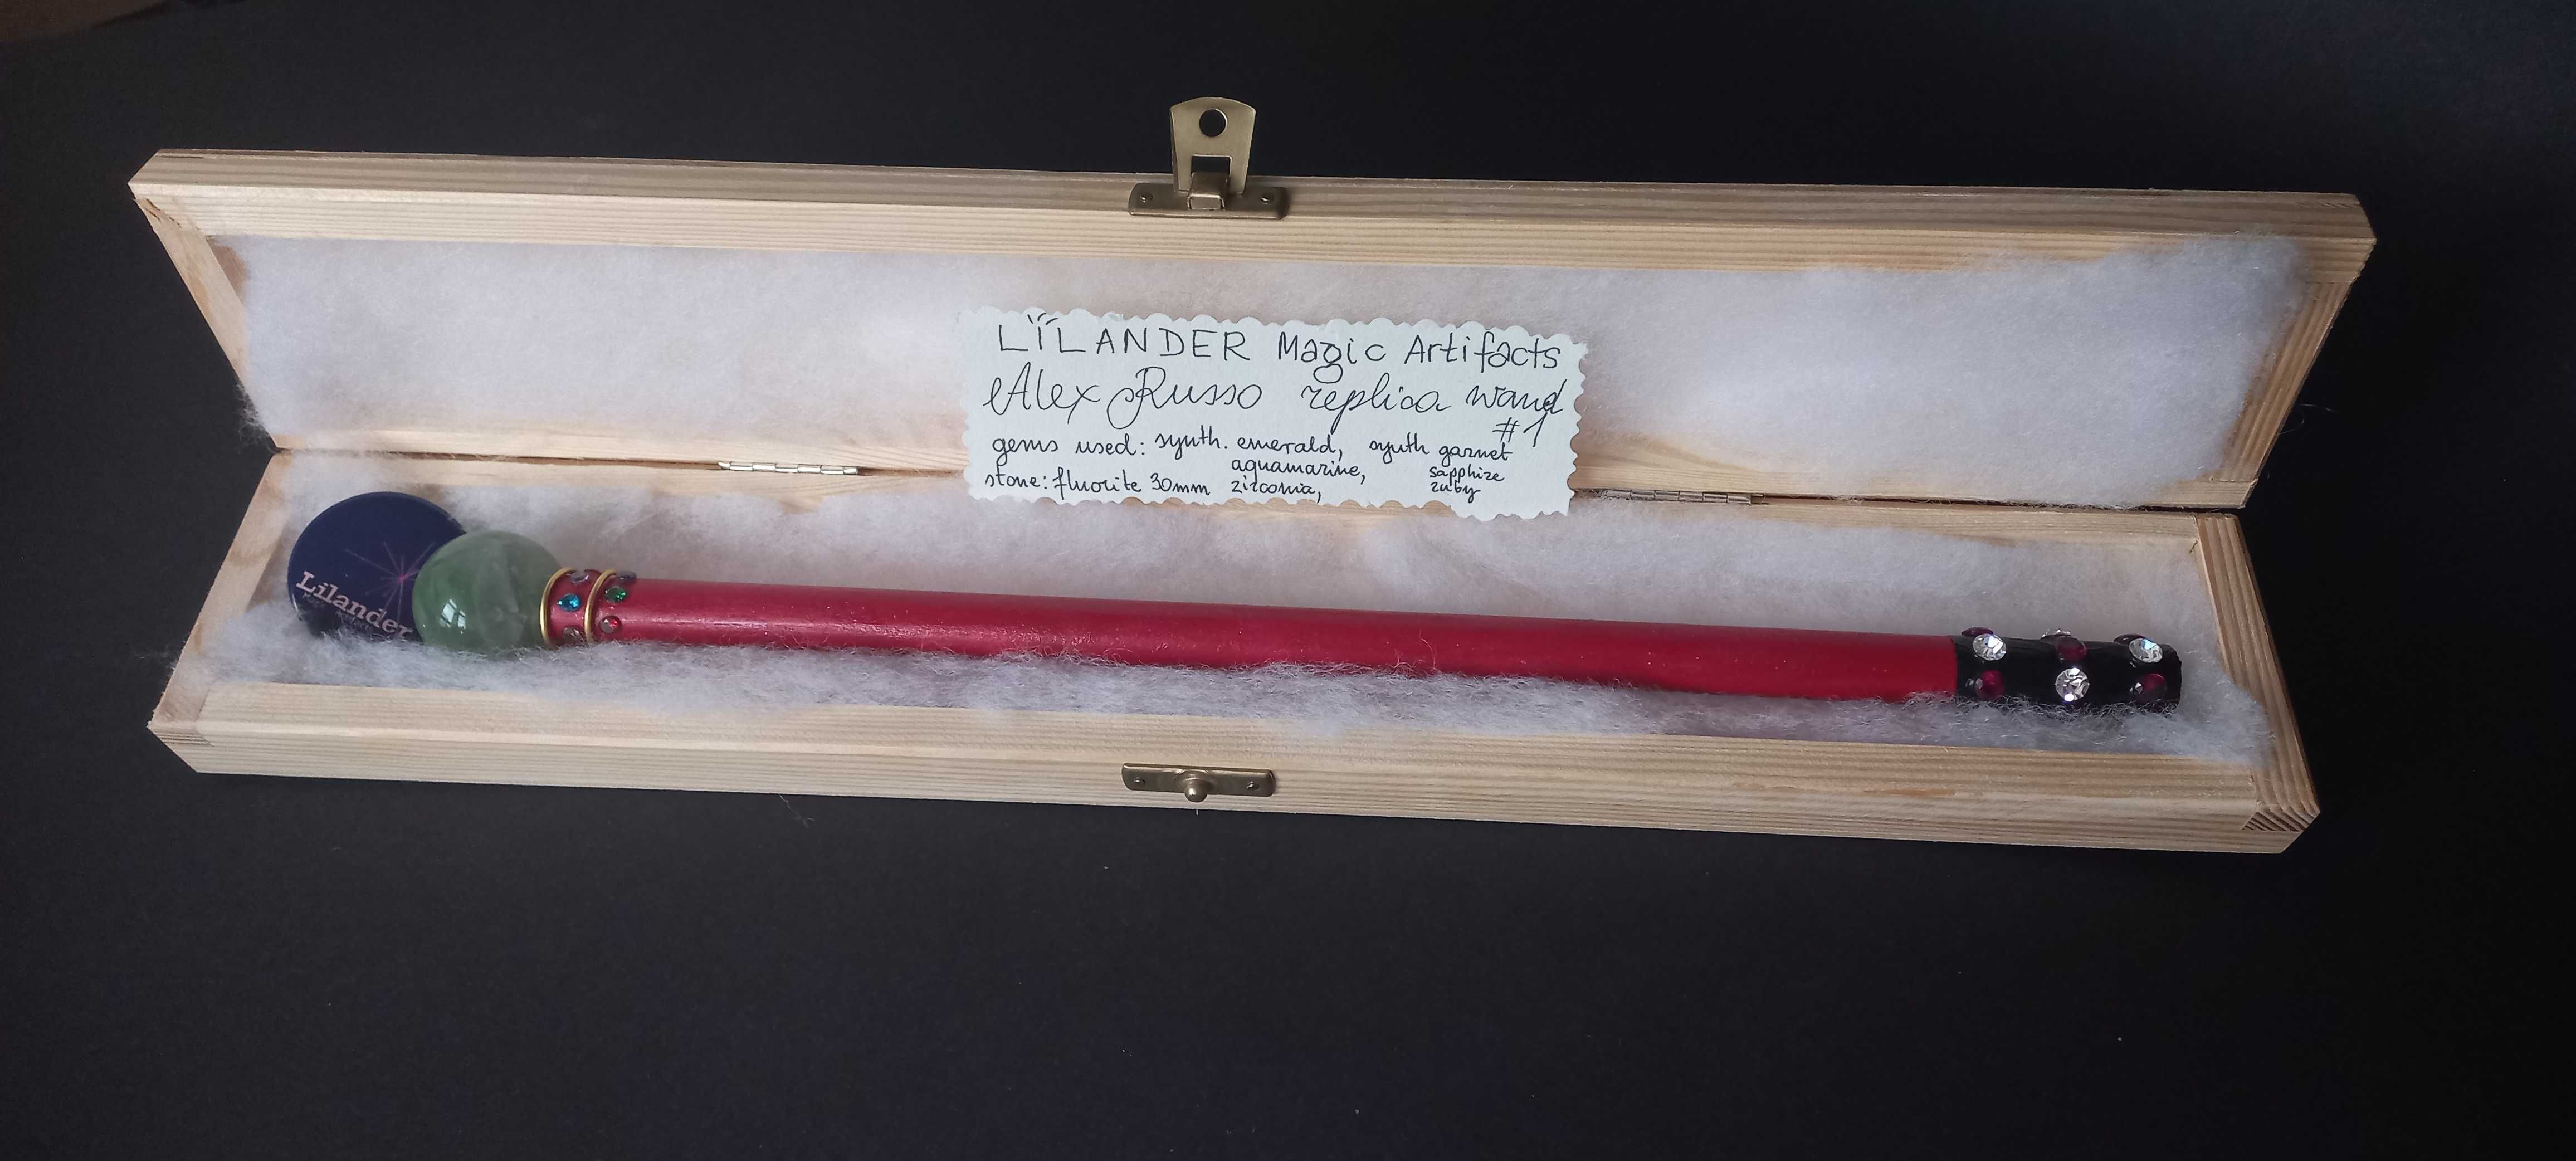 LÏLANDER Magic Artifacts
Alex Russo replica wand
#1
gems used: synth. emerald, synth garnet
aquamarine, sapphire
stone: fluorite 30mm zirconia, ruby
Lilander